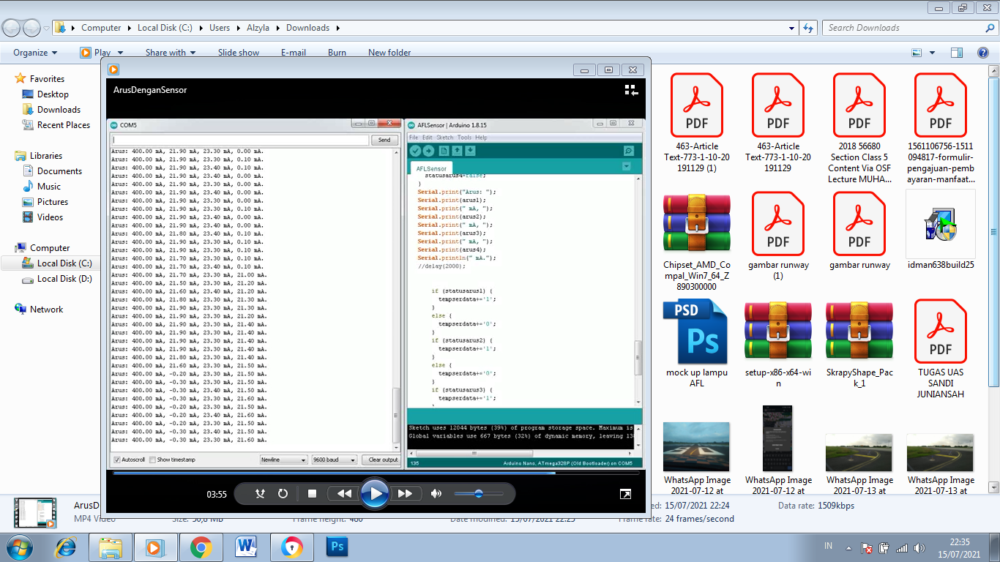 Computer
Local Disk (C:)
Users
Alzyla
Downloads
Search Downloads
Organize
Play
Share with
Slide show
E-mail
Burn
New folder
Favorites
Desktop
Downloads
Recent Places
Libraries
Documents
Music
Pictures
Videos
Computer
Local Disk (C:)
Local Disk (D:)
Network
ArusDenganSensor
COM5
Send
Arus: 400.00 mA, 21.90 mA, 23.30 mA, 0.00 mA.
Arus: 400.00 mA, 21.90 mA, 23.30 mA, 0.10 mA.
Arus: 400.00 mA, 21.90 mA, 23.40 mA, 0.10 mA.
Arus: 400.00 mA, 21.90 mA, 23.40 mA, 0.00 mA.
Arus: 400.00 mA, 21.90 mA, 23.40 mA, 0.00 mA.
Arus: 400.00 mA, 21.90 mA, 23.40 mA, 0.00 mA.
Arus: 400.00 mA, 21.90 mA, 23.30 mA, 0.00 mA.
Arus: 400.00 mA, 21.90 mA, 23.30 mA, 0.10 mA.
Arus: 400.00 mA, 21.90 mA, 23.40 mA, 0.10 mA.
Arus: 400.00 mA, 21.90 mA, 23.40 mA, 0.00 mA.
Arus: 400.00 mA, 21.80 mA, 23.40 mA, 0.10 mA.
Arus: 400.00 mA, 21.90 mA, 23.30 mA, 0.10 mA.
Arus: 400.00 mA, 21.90 mA, 23.30 mA, 0.10 mA.
Arus: 400.00 mA, 21.70 mA, 23.30 mA, 0.10 mA.
Arus: 400.00 mA, 21.70 mA, 23.40 mA, 0.10 mA.
Arus: 400.00 mA, 21.70 mA, 23.30 mA, 21.00 mA.
Arus: 400.00 mA, 21.50 mA, 23.30 mA, 21.20 mA.
Arus: 400.00 mA, 21.60 mA, 23.40 mA, 21.20 mA.
Arus: 400.00 mA, 21.80 mA, 23.30 mA, 21.30 mA.
Arus: 400.00 mA, 21.90 mA, 23.30 mA, 21.30 mA.
Arus: 400.00 mA, 21.90 mA, 23.30 mA, 21.20 mA.
Arus: 400.00 mA, 21.90 mA, 23.30 mA, 21.40 mA.
Arus: 400.00 mA, 21.90 mA, 23.30 mA, 21.40 mA.
Arus: 400.00 mA, 21.90 mA, 23.30 mA, 21.40 mA.
Arus: 400.00 mA, 21.90 mA, 23.40 mA, 21.40 mA.
Arus: 400.00 mA, 21.80 mA, 23.30 mA, 21.40 mA.
Arus: 400.00 mA, 21.60 mA, 23.30 mA, 21.50 mA.
Arus: 400.00 mA, -0.20 mA, 23.30 mA, 21.50 mA.
Arus: 400.00 mA, -0.30 mA, 23.30 mA, 21.50 mA.
Arus: 400.00 mA, -0.30 mA, 23.40 mA, 21.60 mA.
Arus: 400.00 mA, -0.30 mA, 23.30 mA, 21.50 mA.
Arus: 400.00 mA, -0.20 mA, 23.40 mA, 21.60 mA.
Arus: 400.00 mA, -0.20 mA, 23.30 mA, 21.50 mA.
Arus: 400.00 mA, -0.30 mA, 23.40 mA, 21.50 mA.
Arus: 400.00 mA, -0.30 mA, 23.30 mA, 21.60 mA.
Autoscroll
Show timestamp
Newline
9600 baud
Clear output
AFLSensor | Arduino 1.8.15
File Edit Sketch Tools Help
AFLSensor
statusarus4=false;
}
Serial.print("Arus: ");
Serial.print(arus1);
Serial.print(" mA, ");
Serial.print(arus2);
Serial.print(" mA, ");
Serial.print(arus3);
Serial.print(" mA, ");
Serial.print(arus4);
Serial.println(" mA.");
//delay(2000);
if (statusarus1) {
tempserdata+='1';
}
else {
tempserdata+='0';
}
if (statusarus2) {
tempserdata+='1';
}
else {
tempserdata+='0';
}
if (statusarus3) {
tempserdata+='1';
Sketch uses 12044 bytes (39%) of program storage space. Maximum is
Global variables use 667 bytes (32%) of dynamic memory, leaving 138
135
Arduino Nano, ATmega328P (Old Bootloader) on COM5
03:55
PDF
463-Article
Text-773-1-10-20
191129 (1)
PDF
463-Article
Text-773-1-10-20
191129
PDF
2018 56680
Section Class 5
Content Via OSF
Lecture MUHA...
PDF
1561106756-1511
094817-formulir-
pengajuan-pemb
ayaran-manfaat...
Chipset_AMD_Co
mpal_Win7_64_Z
890300000
PDF
gambar runway
(1)
PDF
gambar runway
idman638build25
PSD
Ps
mock up lampu
AFL
setup-x86-x64-wi
n
SkrapyShape_Pac
k_1
PDF
TUGAS UAS
SANDI
JUNIANSAH
WhatsApp Image
2021-07-12 at
WhatsApp Image
2021-07-12 at
WhatsApp Image
2021-07-13 at
WhatsApp Image
2021-07-13 at
ArusD
MP4 Video
Size: 50,8 MB
Frame height: 480
15/07/2021 22:24
Date modified: 15/07/2021 22:25
Data rate: 1509kbps
Frame rate: 24 frames/second
Ps
IN
22:35
15/07/2021